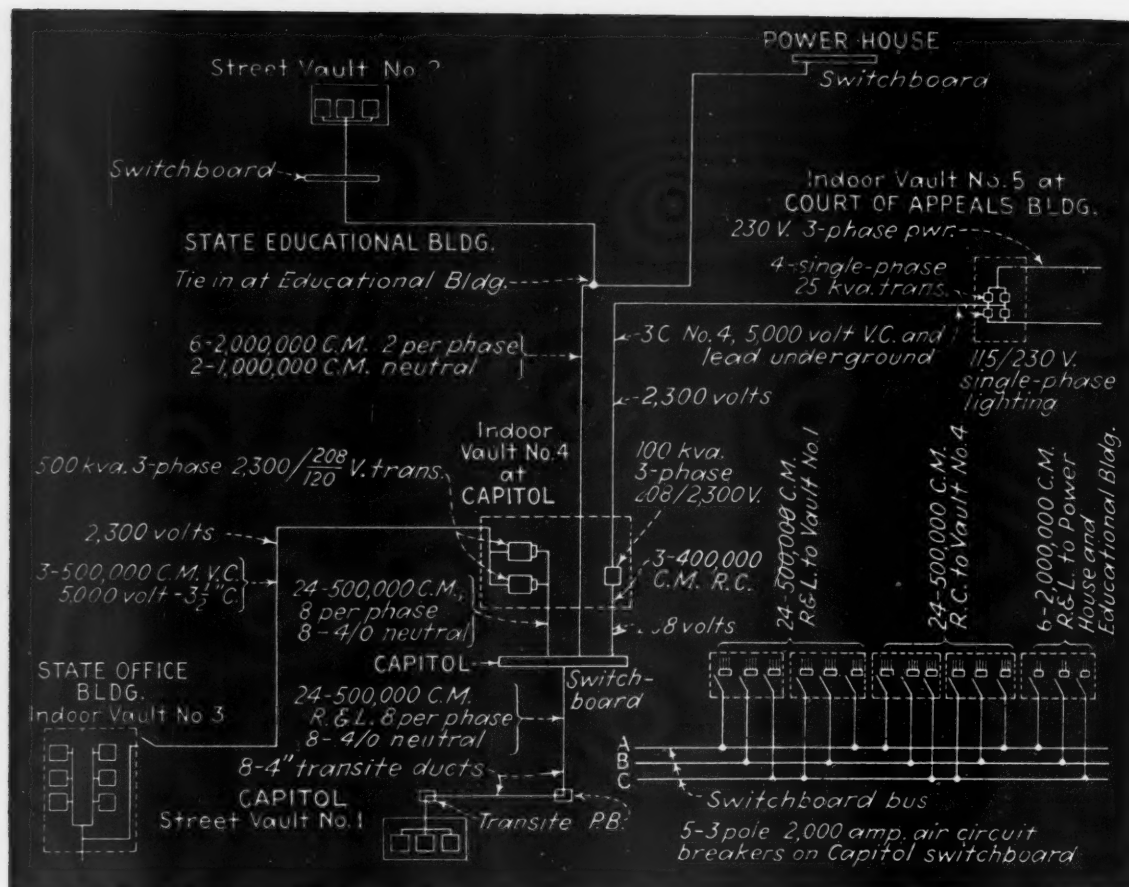 POWER HOUSE
Switchboard
Street Vault No. 2
Switchboard
Indoor Vault No. 5 at
COURT OF APPEALS BLDG.
230 V. 3-phase pwr.
4-single-phase
25 kva. trans.
STATE EDUCATIONAL BLDG.
Tie in at Educational Bldg.
6-2,000,000 C.M. 2 per phase
2-1,000,000 C.M. neutral
3C No. 4, 5,000 volt V.C. and
lead underground
115/230 V.
single-phase
lighting
2,300 volts
Indoor
Vault No. 4
at
CAPITOL
500 kva. 3-phase 2,300/208/120 V. trans.
100 kva.
3-phase
208/2,300 V.
2,300 volts
3-500,000 C.M. V.C.
5,000 volt-3½" C.
24-500,000 C.M.
8 per phase
8-4/0 neutral
3-400,000
C.M. R.C.
8 volts
24-500,000 C.M.
R.& L. to Vault No. 1
24-500,000 C.M.
R.C. to Vault No. 4
6-2,000,000 C.M.
R.& L. to Power
House and
Educational Bldg.
CAPITOL
Switch-
board
STATE OFFICE
BLDG.
Indoor Vault No 3
24-500,000 C.M.
R. & L. 8 per phase
8-4/0 neutral
8-4" transite ducts
CAPITOL
Street Vault No. 1
Transite P.B.
A
B
C
Switchboard bus
5-3 pole 2,000 amp. air circuit
breakers on Capitol switchboard